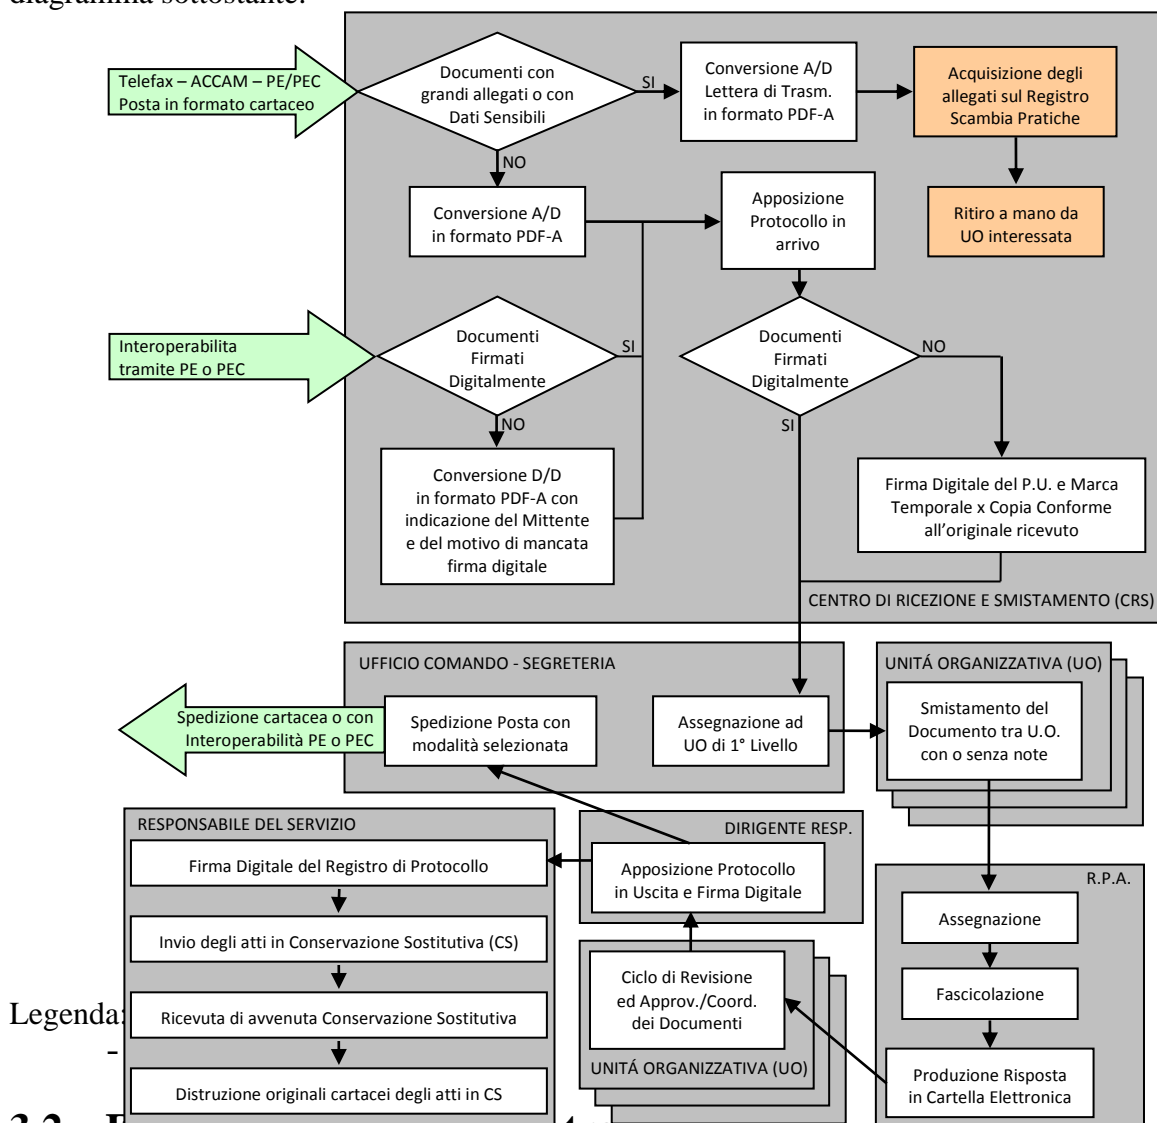 diagramma sottostante.
Telefax – ACCAM – PE/PEC
Posta in formato cartaceo
Documenti con
grandi allegati o con
Dati Sensibili
SI
Conversione A/D
Lettera di Trasm.
in formato PDF-A
Acquisizione degli
allegati sul Registro
Scambia Pratiche
NO
Conversione A/D
in formato PDF-A
Apposizione
Protocollo in
arrivo
Ritiro a mano da
UO interessata
Interoperabilita
tramite PE o PEC
Documenti
Firmati
Digitalmente
SI
Documenti
Firmati
Digitalmente
NO
NO
SI
Conversione D/D
in formato PDF-A con
indicazione del Mittente
e del motivo di mancata
firma digitale
Firma Digitale del P.U. e Marca
Temporale x Copia Conforme
all'originale ricevuto
CENTRO DI RICEZIONE E SMISTAMENTO (CRS)
UFFICIO COMANDO - SEGRETERIA
UNITÁ ORGANIZZATIVA (UO)
Spedizione cartacea o con
Interoperabilità PE o PEC
Spedizione Posta con
modalità selezionata
Assegnazione ad
UO di 1° Livello
Smistamento del
Documento tra U.O.
con o senza note
RESPONSABILE DEL SERVIZIO
DIRIGENTE RESP.
Firma Digitale del Registro di Protocollo
Apposizione Protocollo
in Uscita e Firma Digitale
R.P.A.
Assegnazione
Invio degli atti in Conservazione Sostitutiva (CS)
Ciclo di Revisione
ed Approv./Coord.
dei Documenti
Fascicolazione
Legenda:
-
Ricevuta di avvenuta Conservazione Sostitutiva
UNITÁ ORGANIZZATIVA (UO)
Produzione Risposta
in Cartella Elettronica
Distruzione originali cartacei degli atti in CS